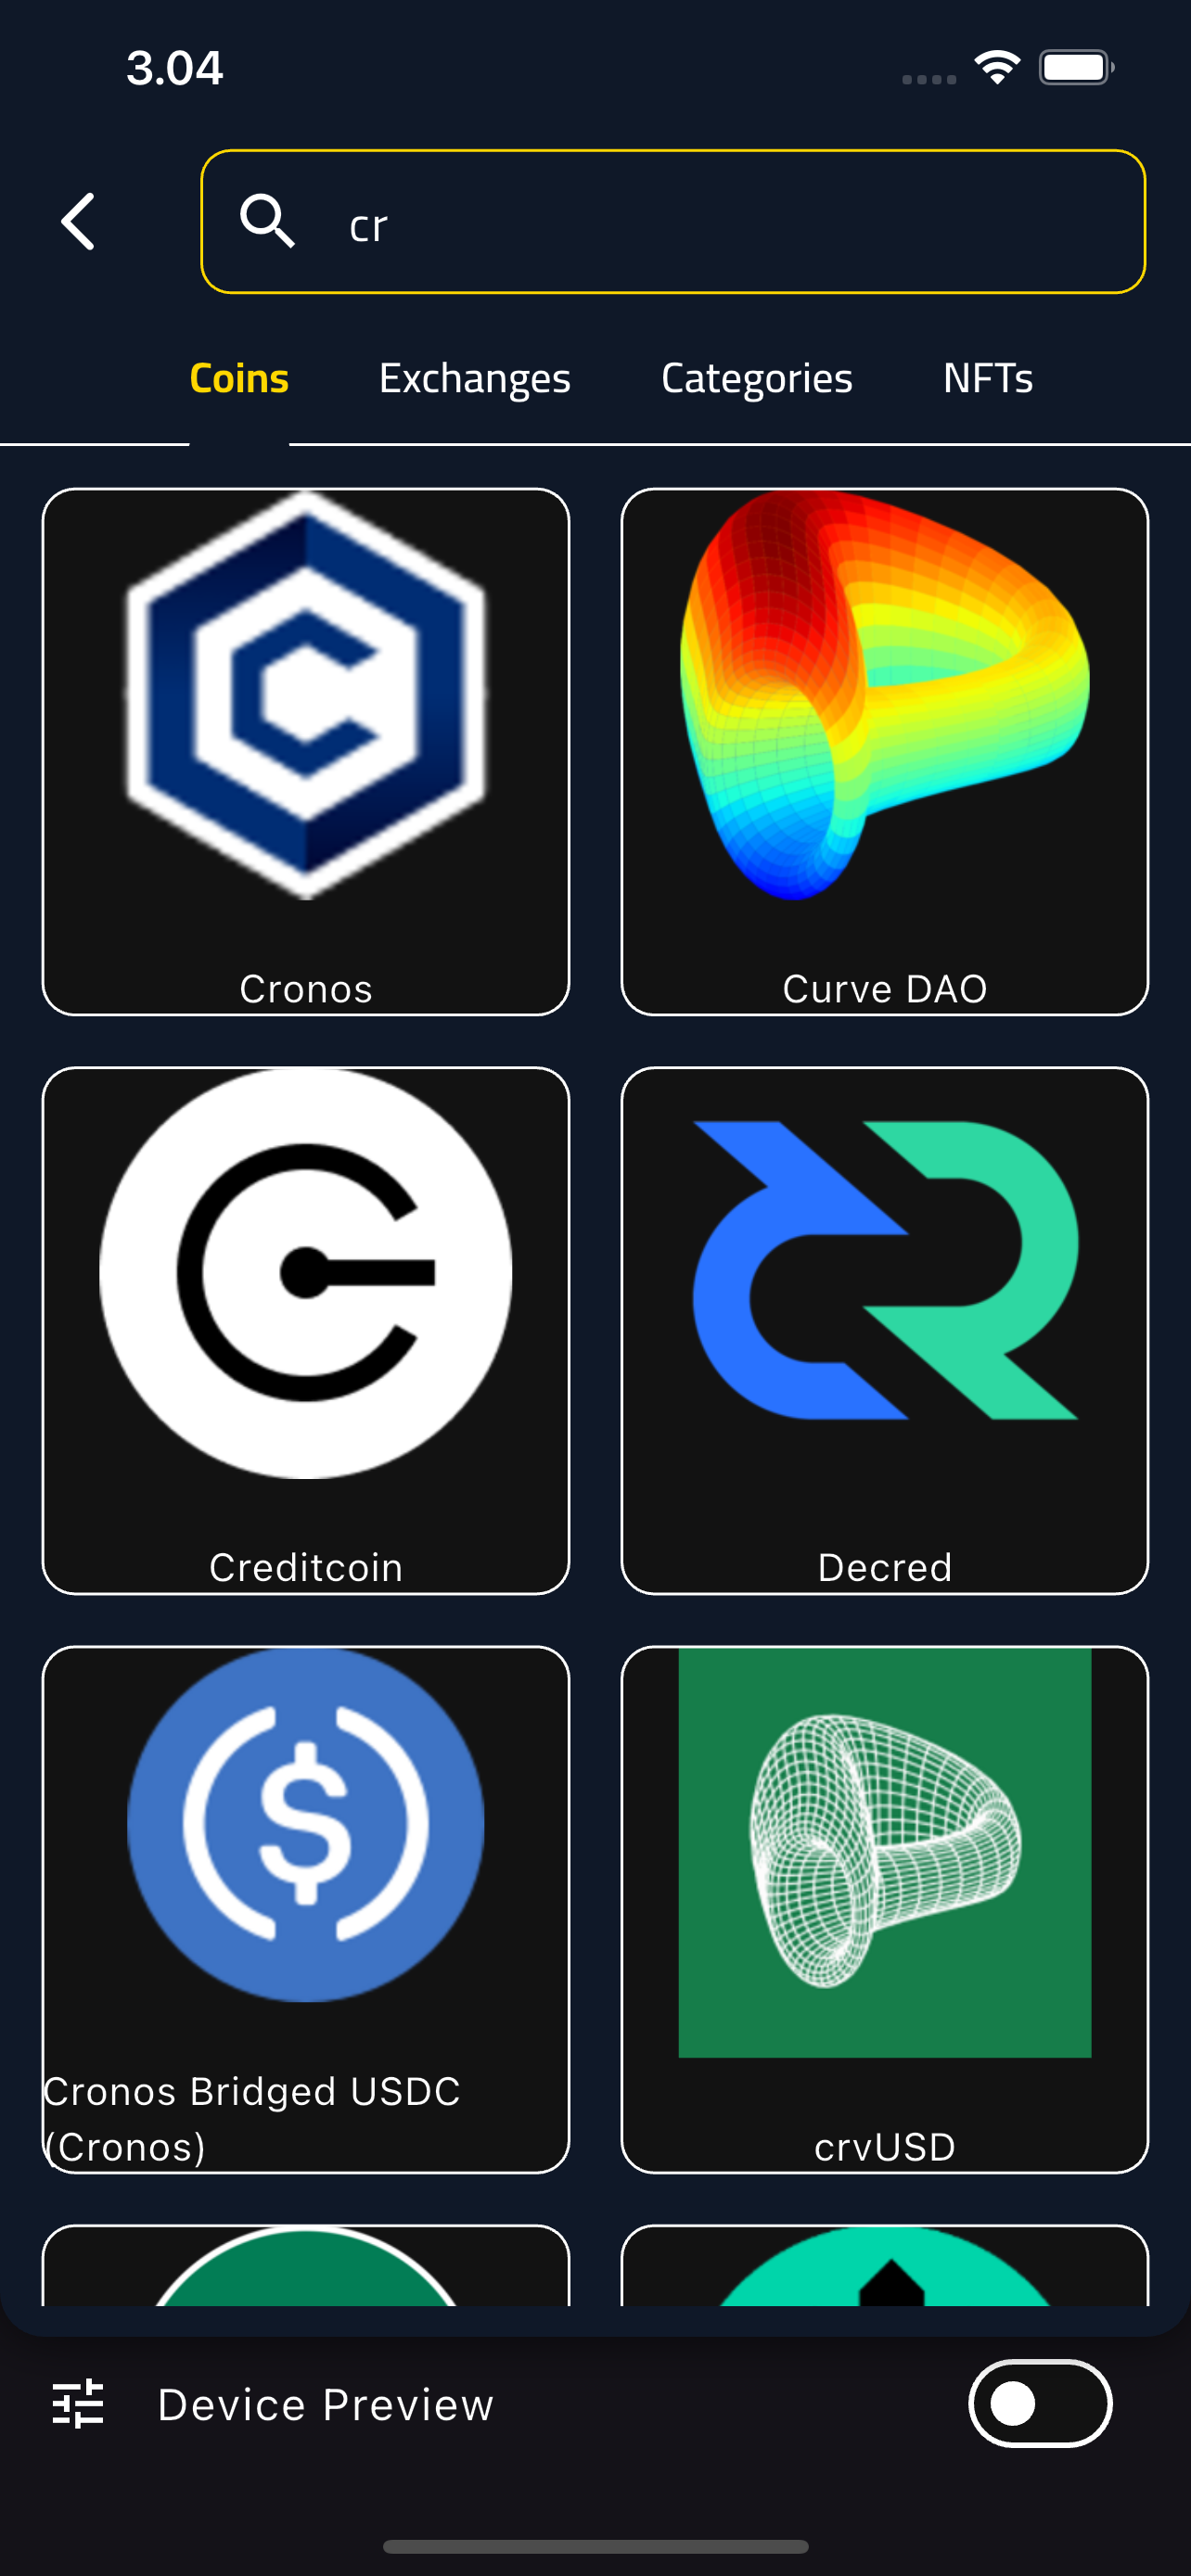 3.04
cr
Coins Exchanges Categories NFTs
Cronos
Curve DAO
Creditcoin
Decred
Cronos Bridged USDC
(Cronos)
crvUSD
Device Preview